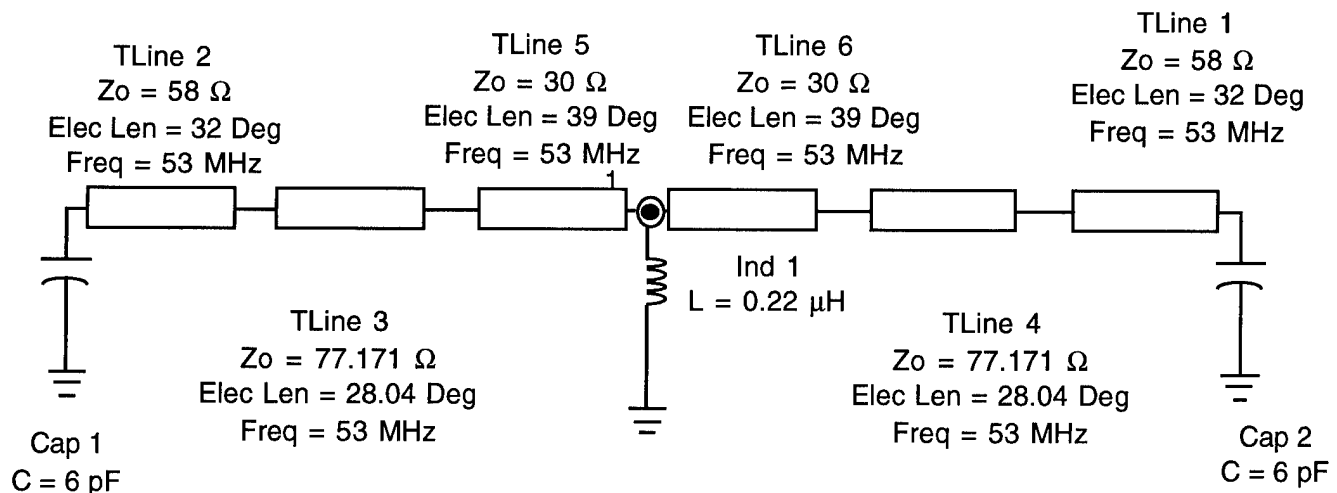 TLine 2
Zo = 58 Ω
Elec Len = 32 Deg
Freq = 53 MHz
TLine 5
Zo = 30 Ω
Elec Len = 39 Deg
Freq = 53 MHz
1
TLine 6
Zo = 30 Ω
Elec Len = 39 Deg
Freq = 53 MHz
TLine 1
Zo = 58 Ω
Elec Len = 32 Deg
Freq = 53 MHz
Ind 1
L = 0.22 μH
TLine 3
Zo = 77.171 Ω
Elec Len = 28.04 Deg
Freq = 53 MHz
TLine 4
Zo = 77.171 Ω
Elec Len = 28.04 Deg
Freq = 53 MHz
Cap 1
C = 6 pF
Cap 2
C = 6 pF